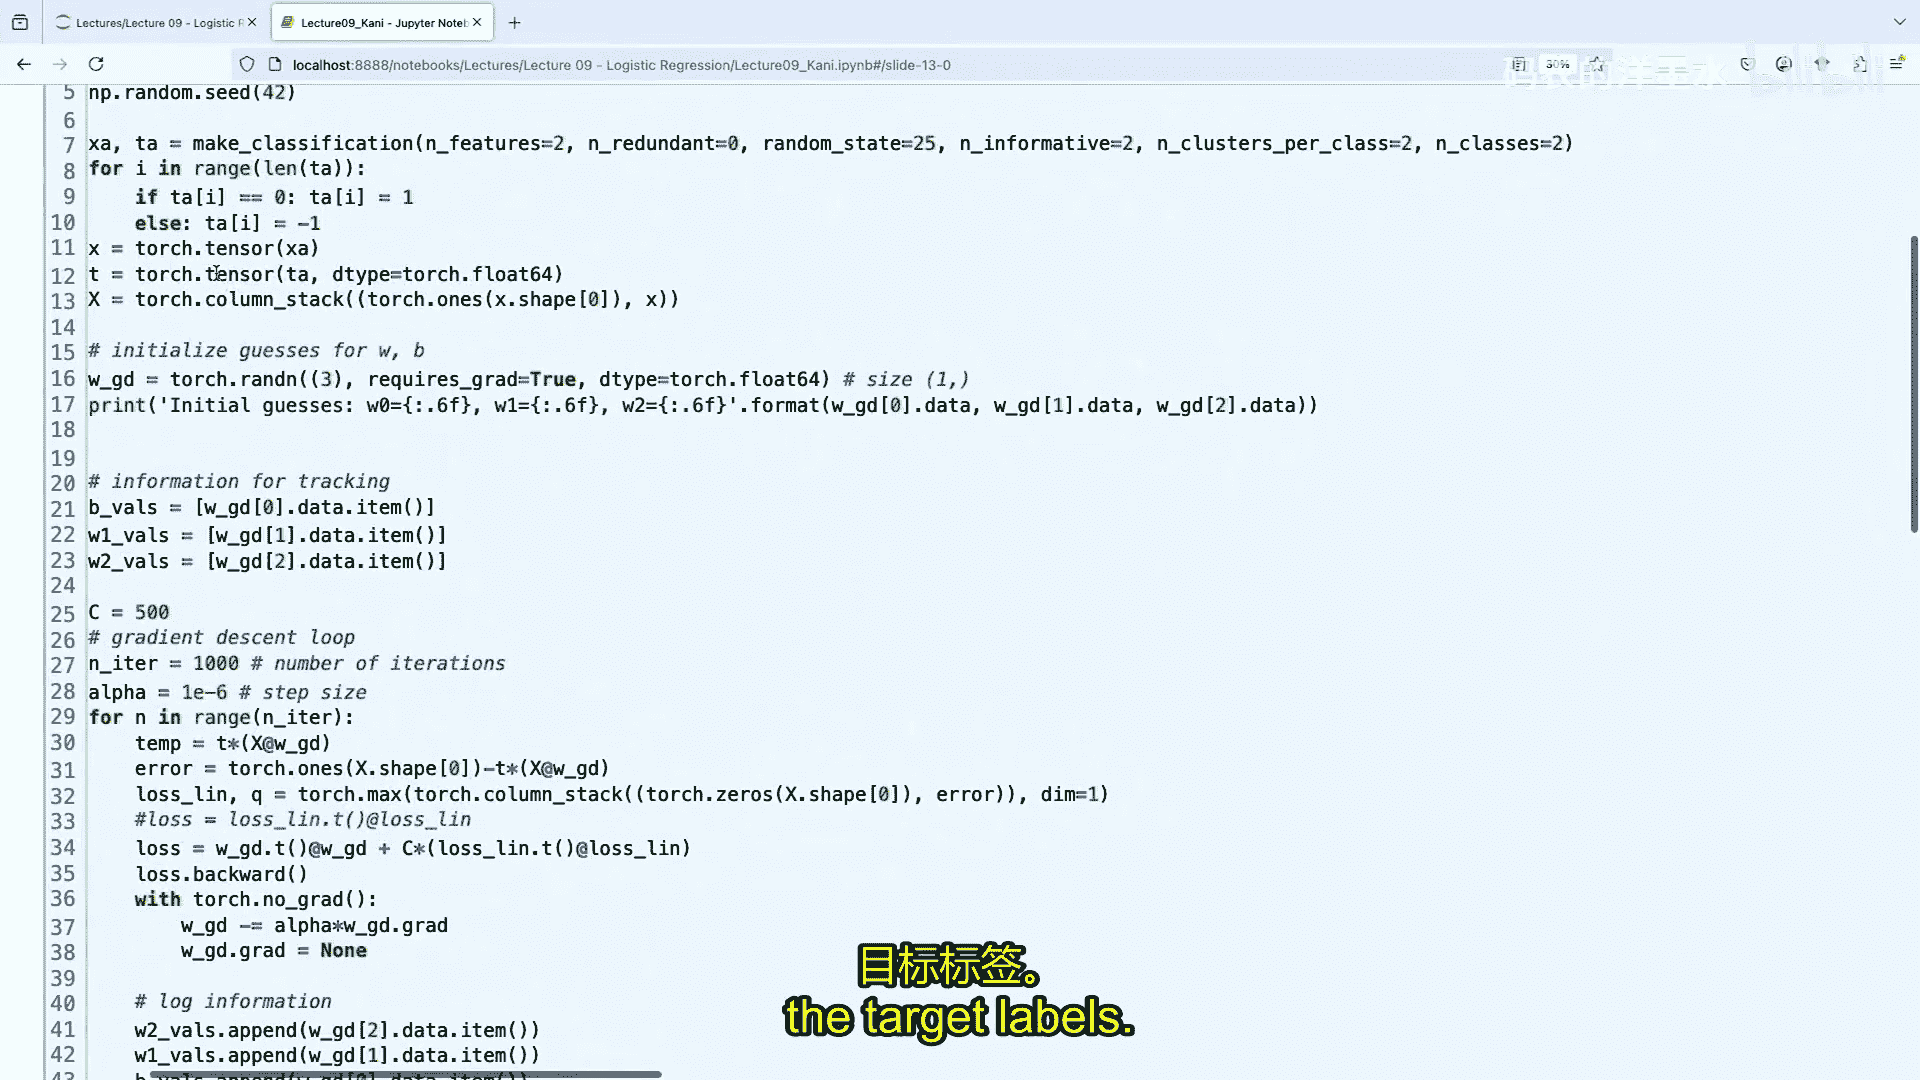 Lectures/Lecture 09 - Logistic R
Lecture09_Kani - Jupyter Noteb
localhost:8888/notebooks/Lectures/Lecture 09 - Logistic Regression/Lecture09_Kani.ipynb#/slide-13-0
5 np.random.seed(42)
6
7 xa, ta = make_classification(n_features=2, n_redundant=0, random_state=25, n_informative=2, n_clusters_per_class=2, n_classes=2)
8 for i in range(len(ta)):
9 if ta[i] == 0: ta[i] = 1
10 else: ta[i] = -1
11 x = torch.tensor(xa)
12 t = torch.tensor(ta, dtype=torch.float64)
13 X = torch.column_stack((torch.ones(x.shape[0]), x))
14
15 # initialize guesses for w, b
16 w_gd = torch.randn((3), requires_grad=True, dtype=torch.float64) # size (1,)
17 print('Initial guesses: w0={:.6f}, w1={:.6f}, w2={:.6f}'.format(w_gd[0].data, w_gd[1].data, w_gd[2].data))
18
19
20 # information for tracking
21 b_vals = [w_gd[0].data.item()]
22 w1_vals = [w_gd[1].data.item()]
23 w2_vals = [w_gd[2].data.item()]
24
25 C = 500
26 # gradient descent loop
27 n_iter = 1000 # number of iterations
28 alpha = 1e-6 # step size
29 for n in range(n_iter):
30 temp = t*(X@w_gd)
31 error = torch.ones(X.shape[0])-t*(X@w_gd)
32 loss_lin, q = torch.max(torch.column_stack((torch.zeros(X.shape[0]), error)), dim=1)
33 #loss = loss_lin.t()@loss_lin
34 loss = w_gd.t()@w_gd + C*(loss_lin.t()@loss_lin)
35 loss.backward()
36 with torch.no_grad():
37 w_gd -= alpha*w_gd.grad
38 w_gd.grad = None
39
40 # log information
41 w2_vals.append(w_gd[2].data.item())
42 w1_vals.append(w_gd[1].data.item())
目标标签。
the target labels.